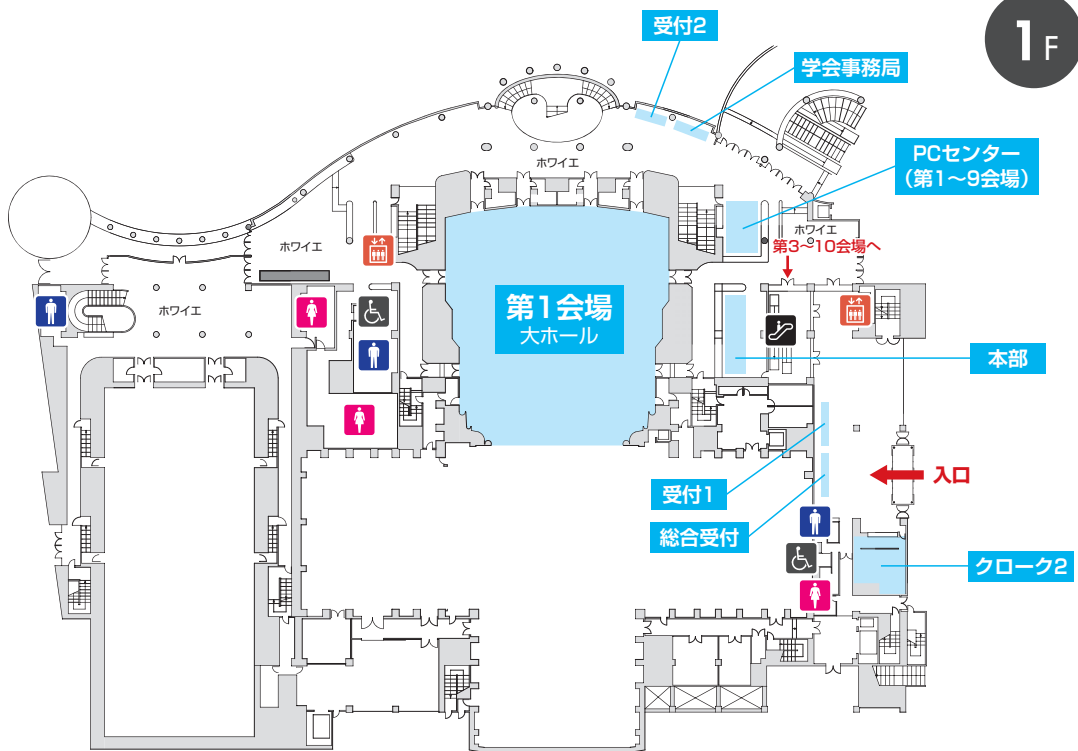 1F
受付2
学会事務局
PCセンター
（第1～9会場）
ホワイエ
ホワイエ
第3～10会場へ
ホワイエ
ホワイエ
第1会場
大ホール
本部
受付1
入口
総合受付
クローク2